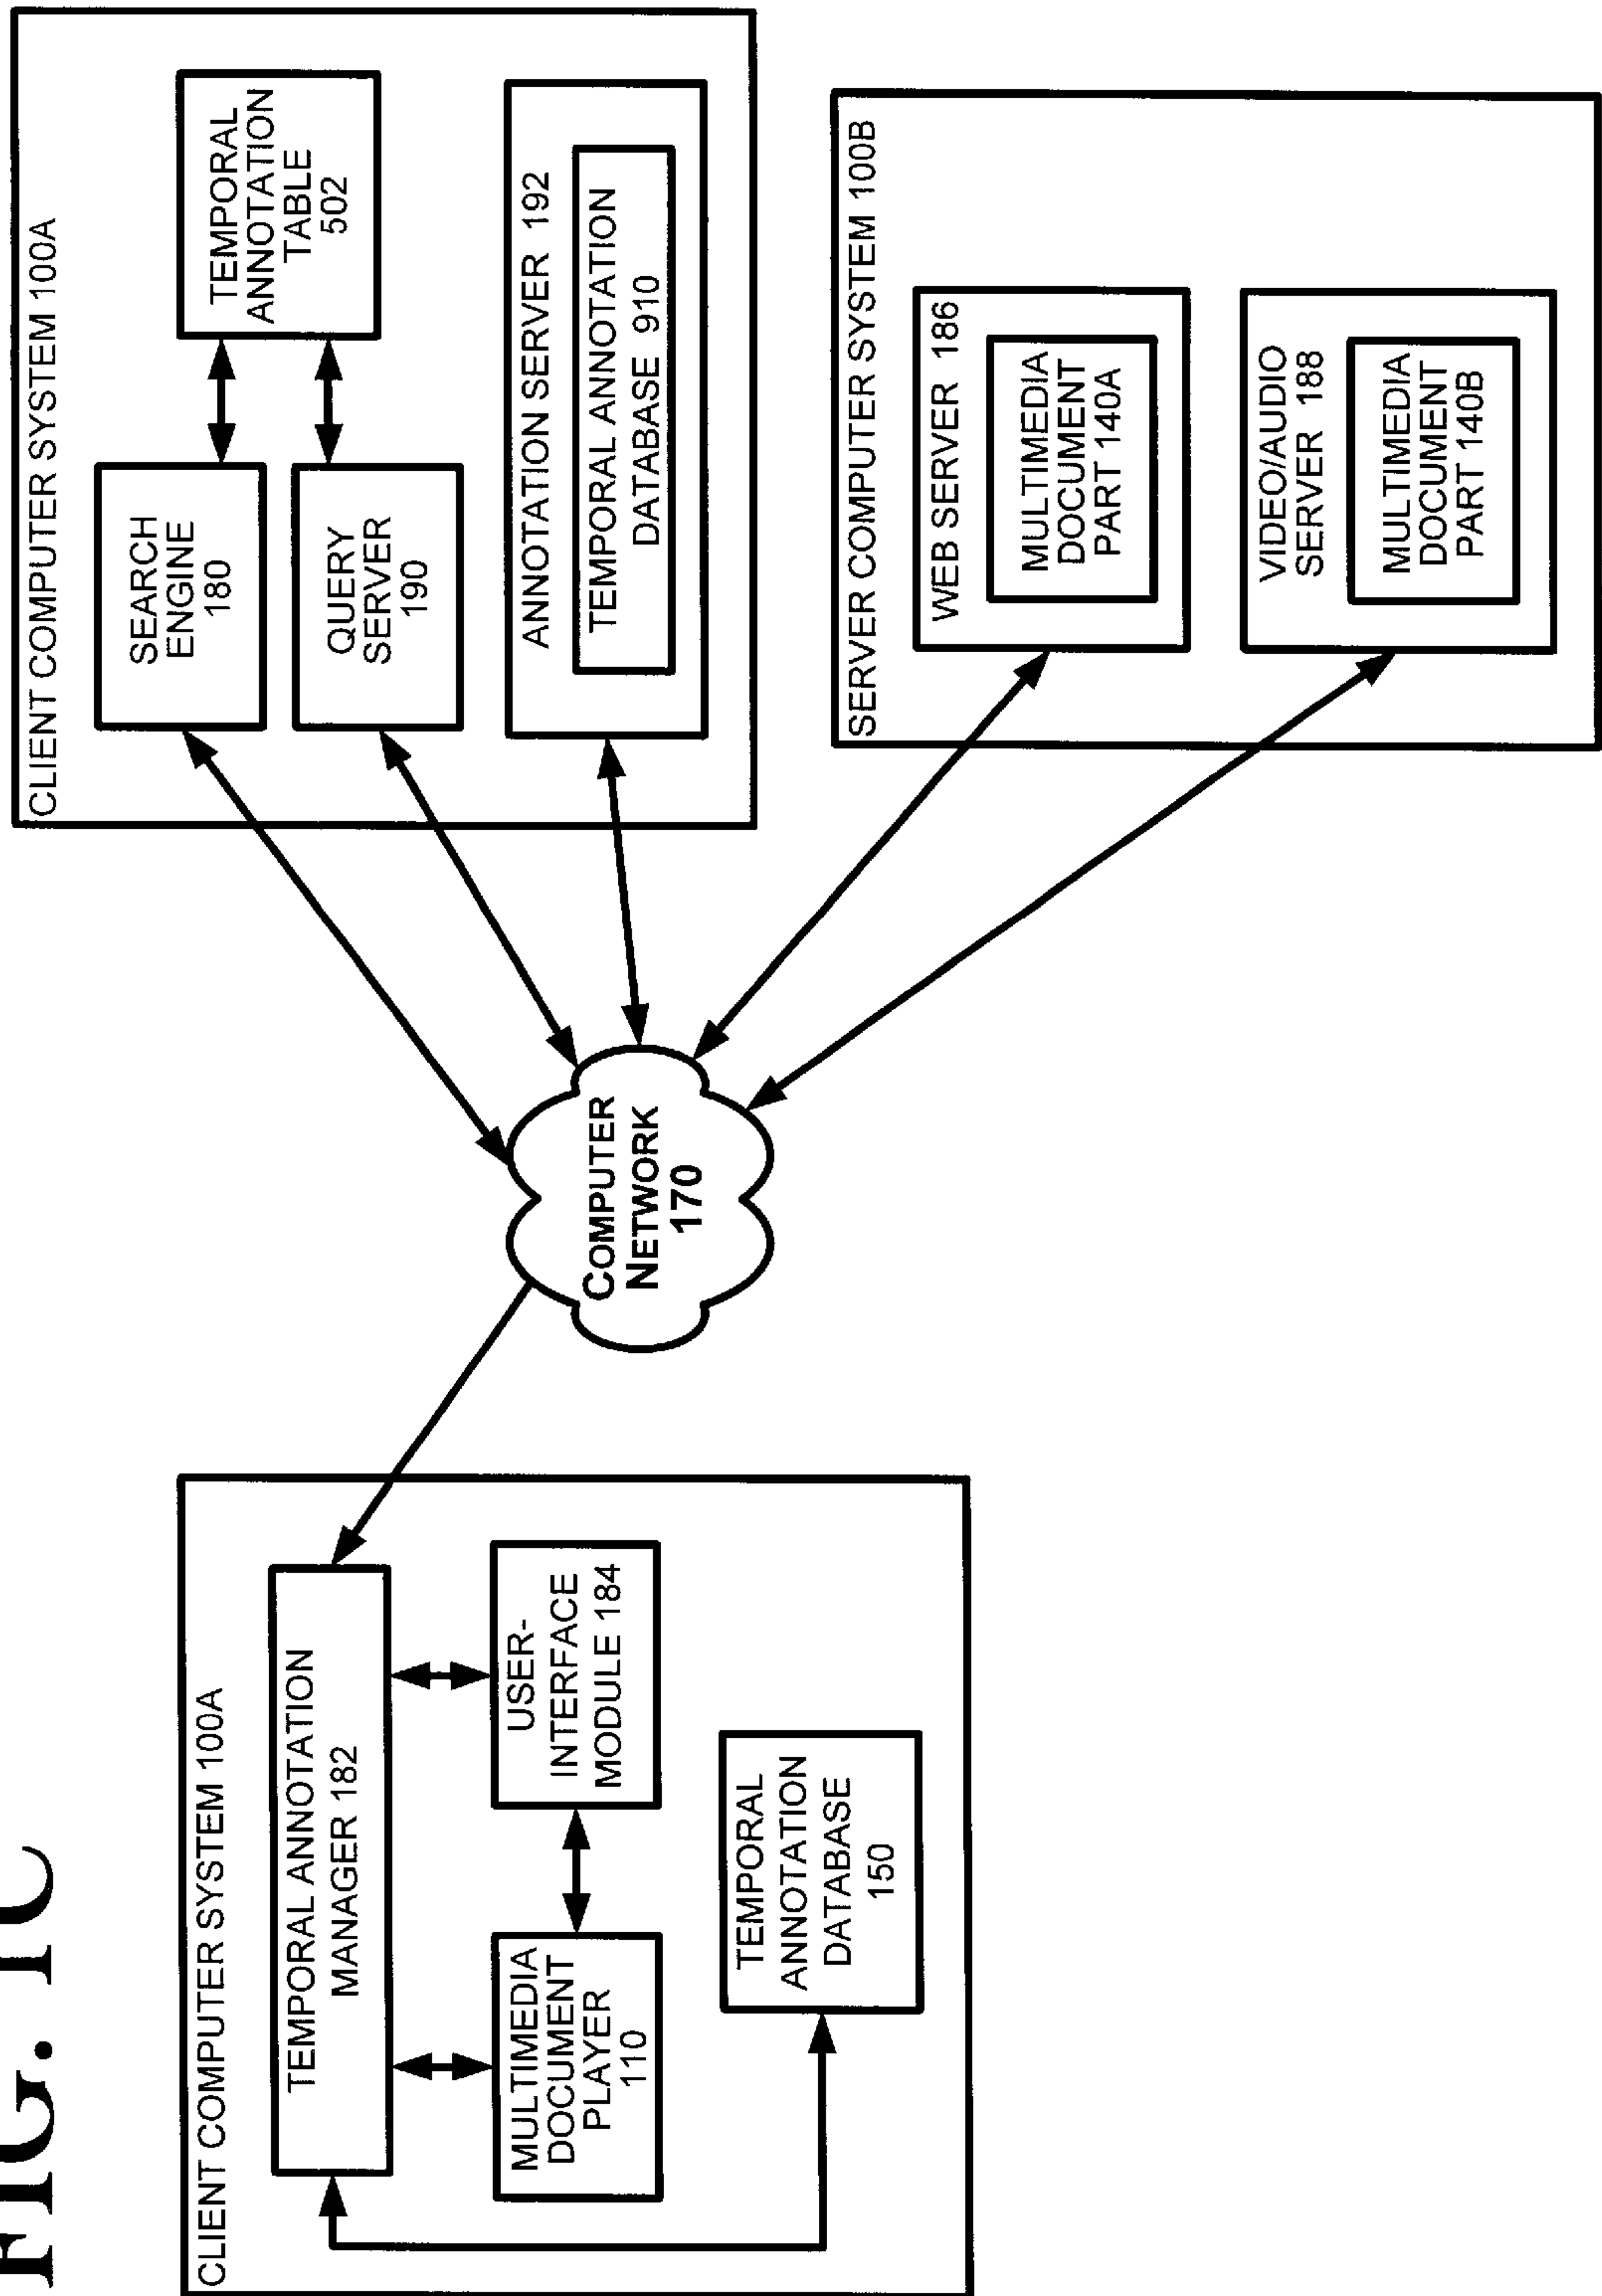 FIG. 1C
CLIENT COMPUTER SYSTEM 100A
TEMPORAL ANNOTATION
MANAGER 182
MULTIMEDIA
DOCUMENT
PLAYER
110
USER-
INTERFACE
MODULE 184
TEMPORAL
ANNOTATION
DATABASE
150
COMPUTER
NETWORK
170
CLIENT COMPUTER SYSTEM 100A
SEARCH
ENGINE
180
TEMPORAL
ANNOTATION
TABLE
502
QUERY
SERVER
190
ANNOTATION SERVER 192
TEMPORAL ANNOTATION
DATABASE 910
SERVER COMPUTER SYSTEM 100B
WEB SERVER 186
MULTIMEDIA
DOCUMENT
PART 140A
VIDEO/AUDIO
SERVER 188
MULTIMEDIA
DOCUMENT
PART 140B